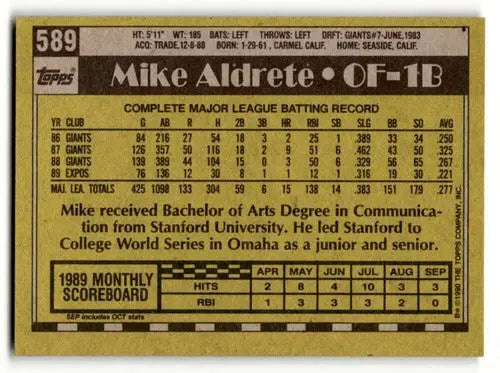 589
HT: 5'11" WT: 185 BATS: LEFT THROWS: LEFT DRFT: GIANTS #7-JUNE, 1983
ACQ: TRADE, 12-8-88 BORN: 1-29-61, CARMEL CALIF. HOME: SEASIDE, CALIF.
Topps
Mike Aldrete • OF-1B
COMPLETE MAJOR LEAGUE BATTING RECORD
YR CLUB G AB R H 2B 3B HR RBI SB SLG BB SO AVG
86 GIANTS 84 216 27 54 18 3 2 25 1 .389 33 34 .250
87 GIANTS 126 357 50 116 18 2 9 51 6 .462 43 50 .325
88 GIANTS 139 389 44 104 15 0 3 50 6 .329 56 65 .267
89 EXPOS 76 136 12 30 8 1 1 12 1 .316 19 30 .221
MAJ. LEA. TOTALS 425 1098 133 304 59 6 15 138 14 .383 151 179 .277
Mike received Bachelor of Arts Degree in Communica-
tion from Stanford University. He led Stanford to
College World Series in Omaha as a junior and senior.
1989 MONTHLY
SCOREBOARD
SEP includes OCT stats
APR MAY JUN JUL AUG SEP
HITS 2 8 4 10 3 3
RBI 1 3 3 3 2 0
© 1990 THE TOPPS COMPANY, INC.